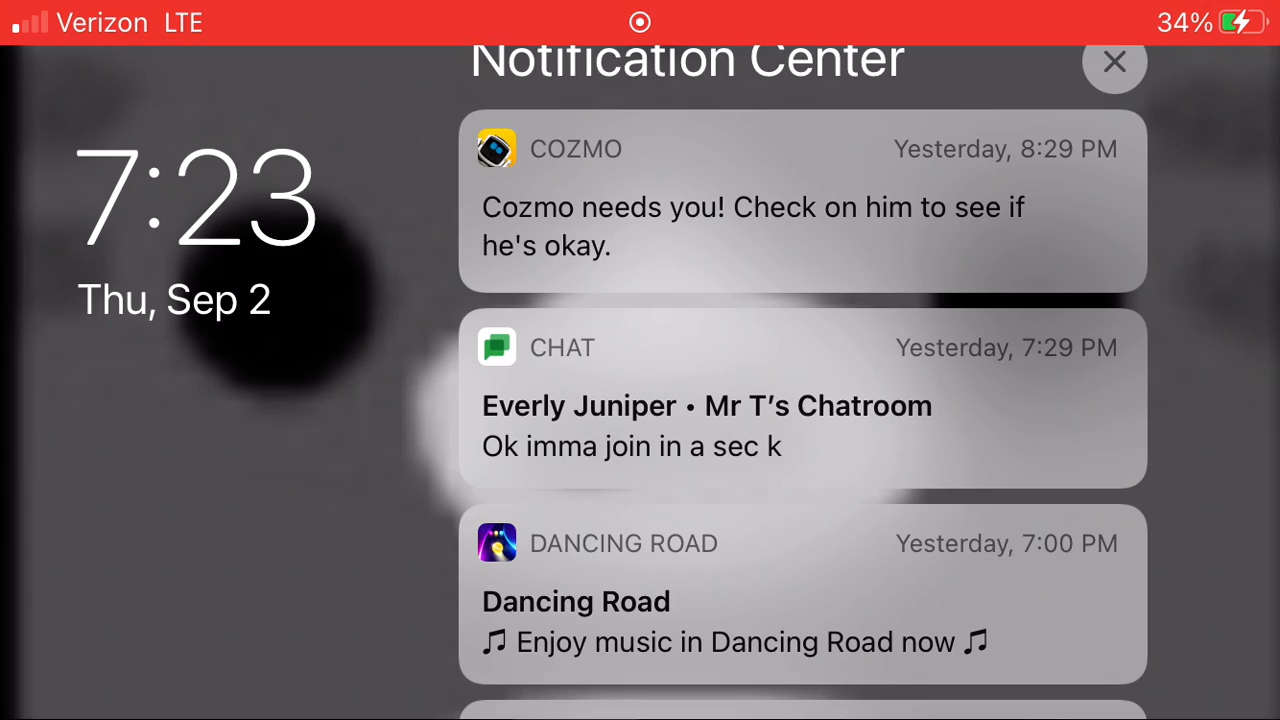 Verizon LTE
34%
Notification Center
7:23
Thu, Sep 2
COZMO
Yesterday, 8:29 PM
Cozmo needs you! Check on him to see if
he's okay.
CHAT
Yesterday, 7:29 PM
Everly Juniper • Mr T’s Chatroom
Ok imma join in a sec k
DANCING ROAD
Yesterday, 7:00 PM
Dancing Road
🎵 Enjoy music in Dancing Road now 🎵